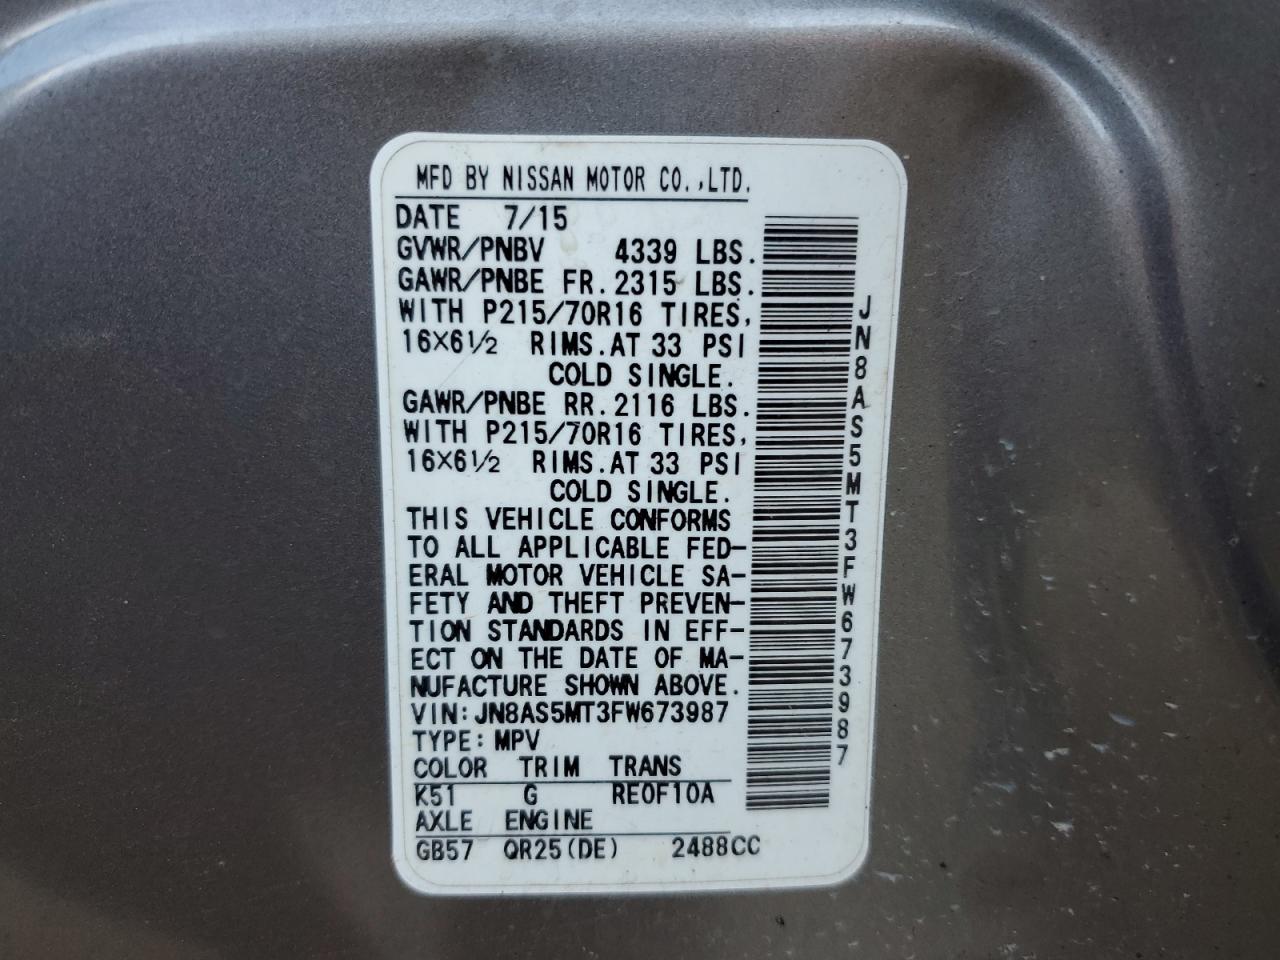 MFD BY NISSAN MOTOR CO.,LTD.
DATE 7/15
GVWR/PNBV 4339 LBS.
GAWR/PNBE FR.2315 LBS.
WITH P215/70R16 TIRES,
16×6½ RIMS.AT 33 PSI
COLD SINGLE.
GAWR/PNBE RR.2116 LBS.
WITH P215/70R16 TIRES,
16×6½ RIMS.AT 33 PSI
COLD SINGLE.
THIS VEHICLE CONFORMS
TO ALL APPLICABLE FED-
ERAL MOTOR VEHICLE SA-
FETY AND THEFT PREVEN-
TION STANDARDS IN EFF-
ECT ON THE DATE OF MA-
NUFACTURE SHOWN ABOVE.
VIN:JN8AS5MT3FW673987
TYPE:MPV
COLOR TRIM TRANS
K51 G RE0F10A
AXLE ENGINE
GB57 QR25(DE) 2488CC
JN8AS5MT3FW673987